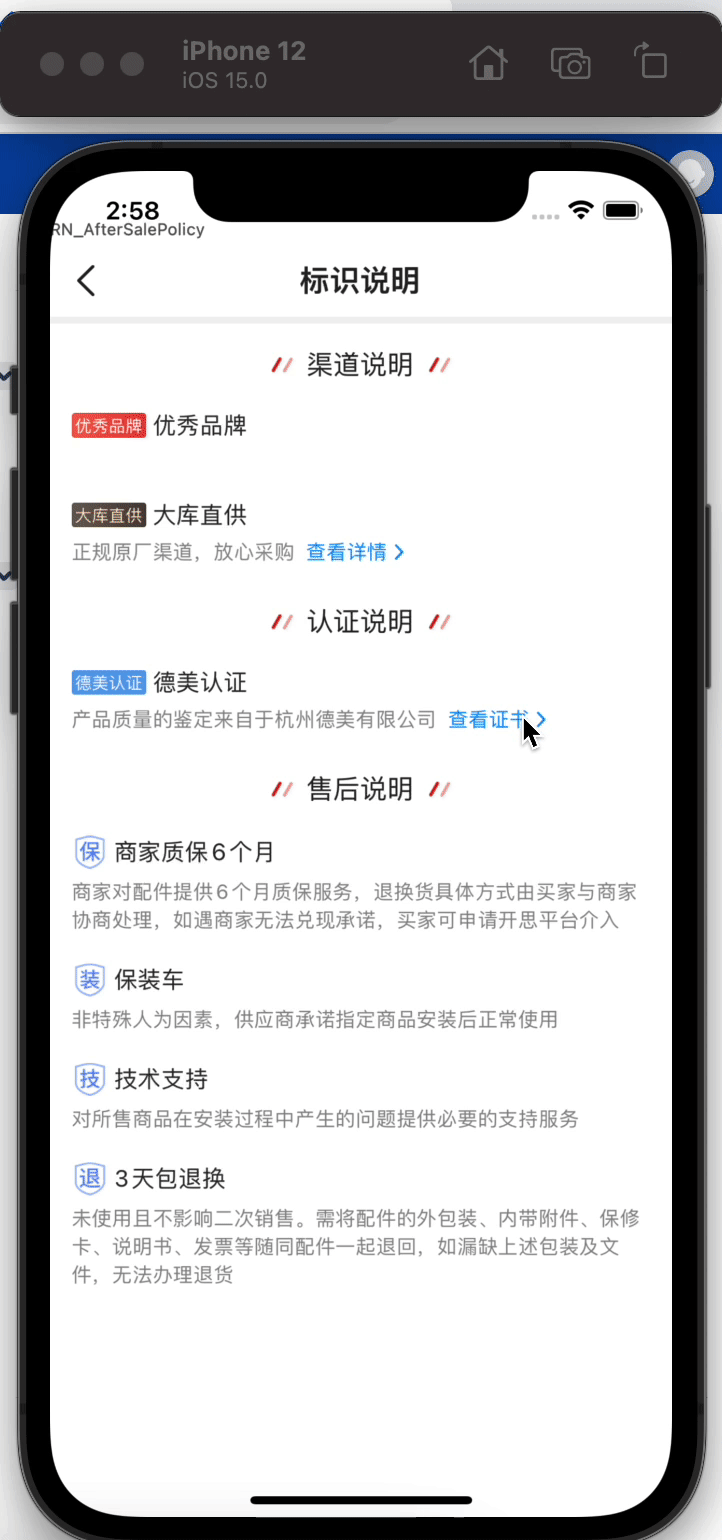 iPhone 12
iOS 15.0
2:58
RN_AfterSalePolicy
标识说明
渠道说明
优秀品牌 优秀品牌
大库直供 大库直供
正规原厂渠道，放心采购 查看详情
认证说明
德美认证 德美认证
产品质量的鉴定来自于杭州德美有限公司 查看证书
售后说明
保 商家质保6个月
商家对配件提供6个月质保服务，退换货具体方式由买家与商家
协商处理，如遇商家无法兑现承诺，买家可申请开思平台介入
装 保装车
非特殊人为因素，供应商承诺指定商品安装后正常使用
技 技术支持
对所售商品在安装过程中产生的问题提供必要的支持服务
退 3天包退换
未使用且不影响二次销售。需将配件的外包装、内带附件、保修
卡、说明书、发票等随同配件一起退回，如漏缺上述包装及文
件，无法办理退货